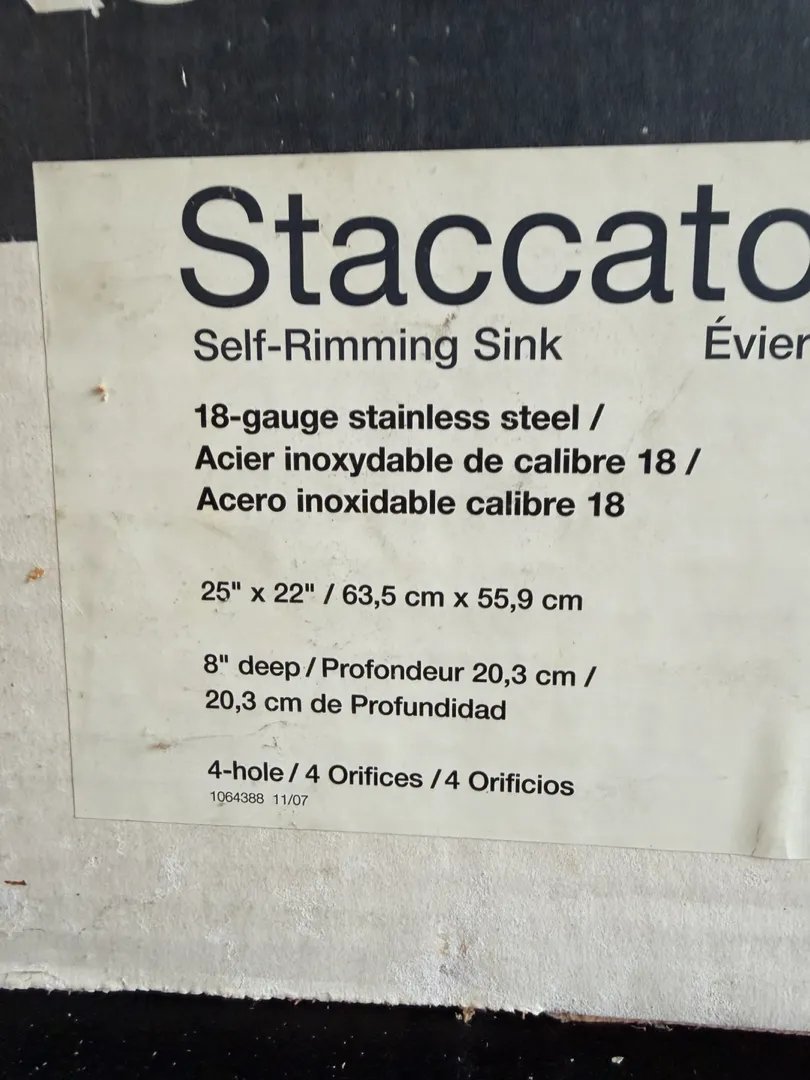 Staccato
Self-Rimming Sink
Évier
18-gauge stainless steel /
Acier inoxydable de calibre 18 /
Acero inoxidable calibre 18
25" x 22" / 63,5 cm x 55,9 cm
8" deep / Profondeur 20,3 cm /
20,3 cm de Profundidad
4-hole / 4 Orifices / 4 Orificios
1064388 11/07